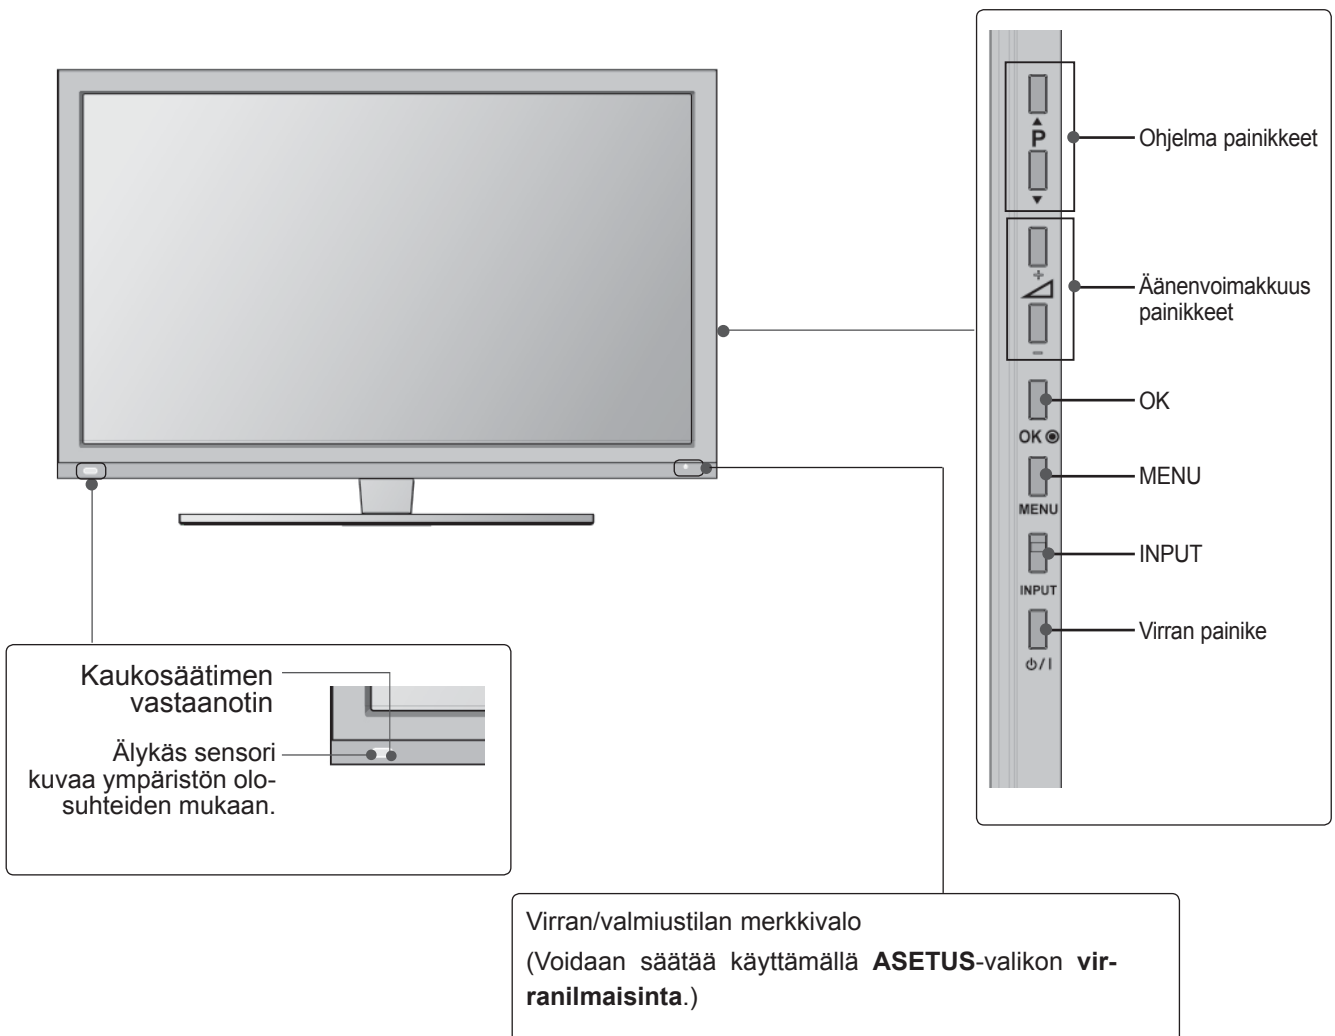 P
Ohjelma painikkeet
+
Äänenvoimakkuus
painikkeet
-
OK
OK
MENU
MENU
INPUT
INPUT
Virran painike
⏻/I
Kaukosäätimen
vastaanotin
Älykäs sensori
kuvaa ympäristön olo-
suhteiden mukaan.
Virran/valmiustilan merkkivalo
(Voidaan säätää käyttämällä ASETUS-valikon vir-
ranilmaisinta.)